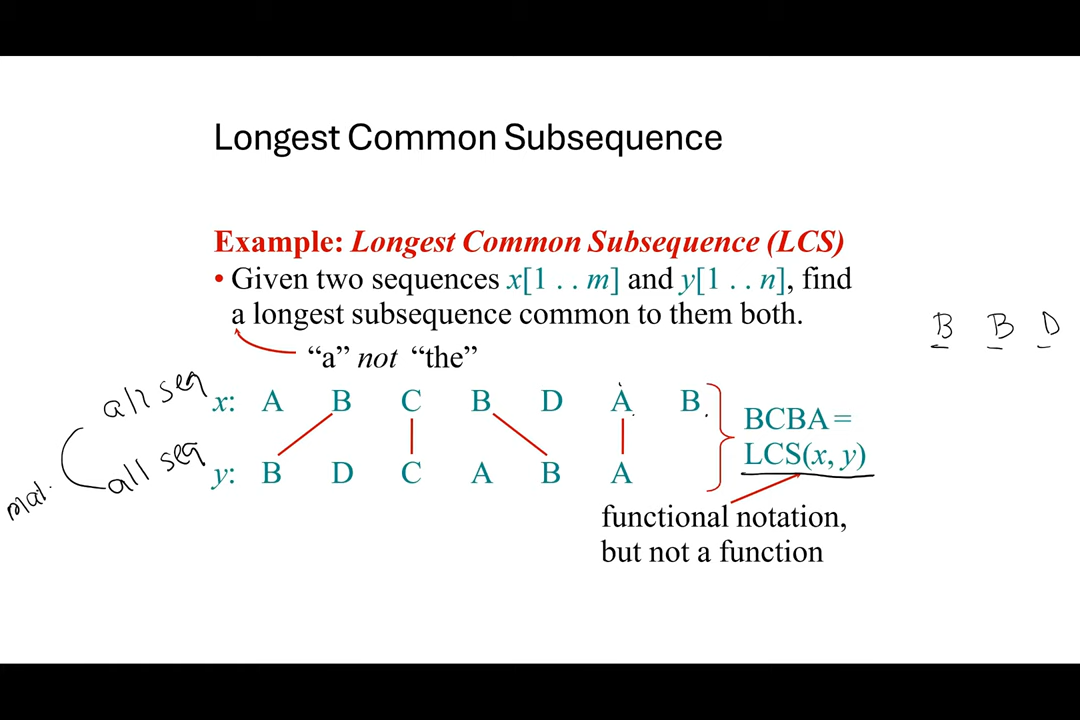 Longest Common Subsequence
Example: Longest Common Subsequence (LCS)
• Given two sequences x[1 . . m] and y[1 . . n], find
a longest subsequence common to them both.
B B D
“a” not “the”
all seq
x: A B C B D A B
BCBA =
LCS(x, y)
all seq
y: B D C A B A
mat.
functional notation,
but not a function